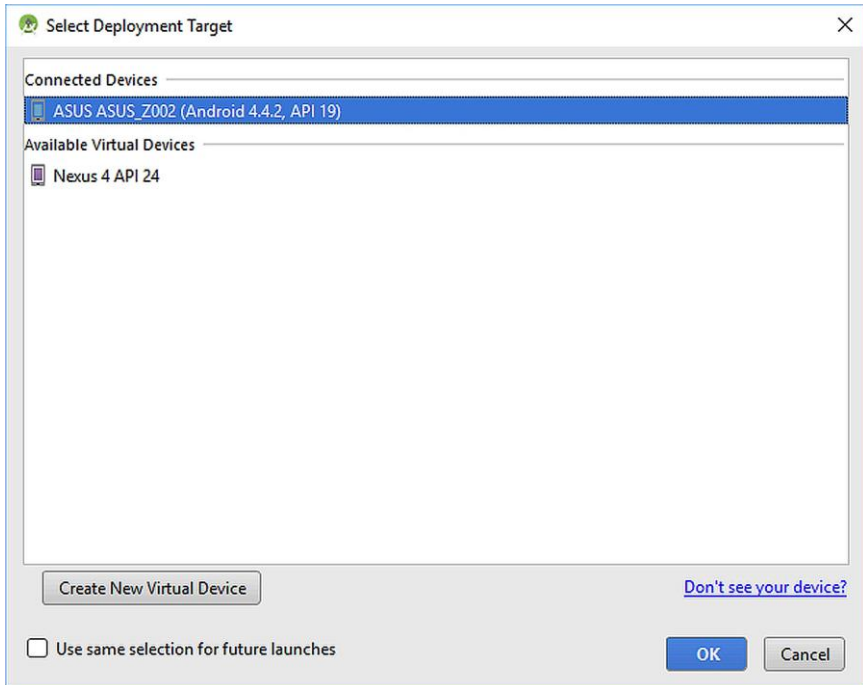 Select Deployment Target
Connected Devices
ASUS ASUS_Z002 (Android 4.4.2, API 19)
Available Virtual Devices
Nexus 4 API 24
Create New Virtual Device
Don't see your device?
Use same selection for future launches
OK
Cancel